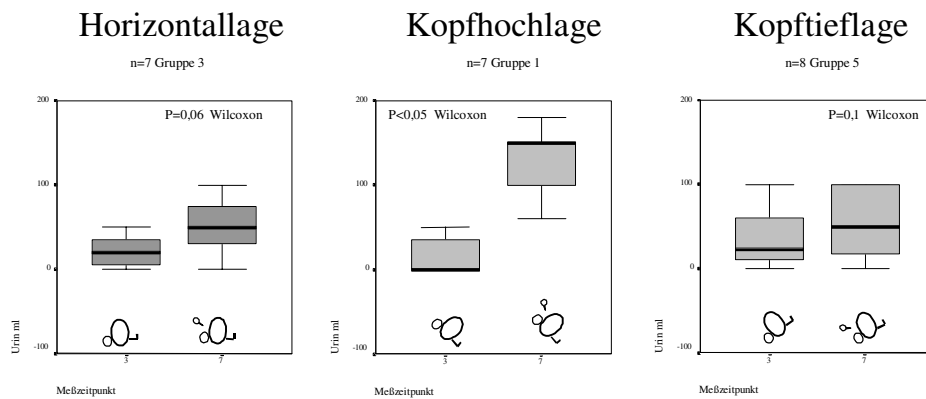 Horizontallage
n=7 Gruppe 3
200
P=0,06 Wilcoxon
100
0
-100
Urin ml
3
7
Meßzeitpunkt
Kopfhochlage
n=7 Gruppe 1
200
P<0,05 Wilcoxon
100
0
-100
Urin ml
3
7
Meßzeitpunkt
Kopftieflage
n=8 Gruppe 5
200
P=0,1 Wilcoxon
100
0
-100
Urin ml
3
7
Meßzeitpunkt